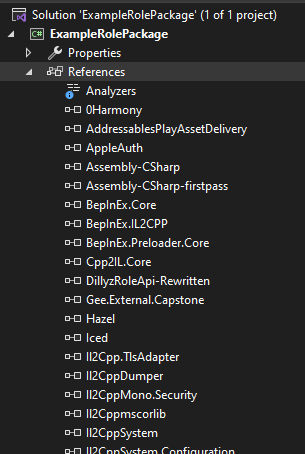 Solution 'ExampleRolePackage' (1 of 1 project)
C# ExampleRolePackage
Properties
References
Analyzers
0Harmony
AddressablesPlayAssetDelivery
AppleAuth
Assembly-CSharp
Assembly-CSharp-firstpass
BepInEx.Core
BepInEx.IL2CPP
BepInEx.Preloader.Core
Cpp2IL.Core
DillyzRoleApi-Rewritten
Gee.External.Capstone
Hazel
Iced
Il2Cpp.TlsAdapter
Il2CppDumper
Il2CppMono.Security
Il2Cppmscorlib
Il2CppSystem
Il2CppSystem.Configuration